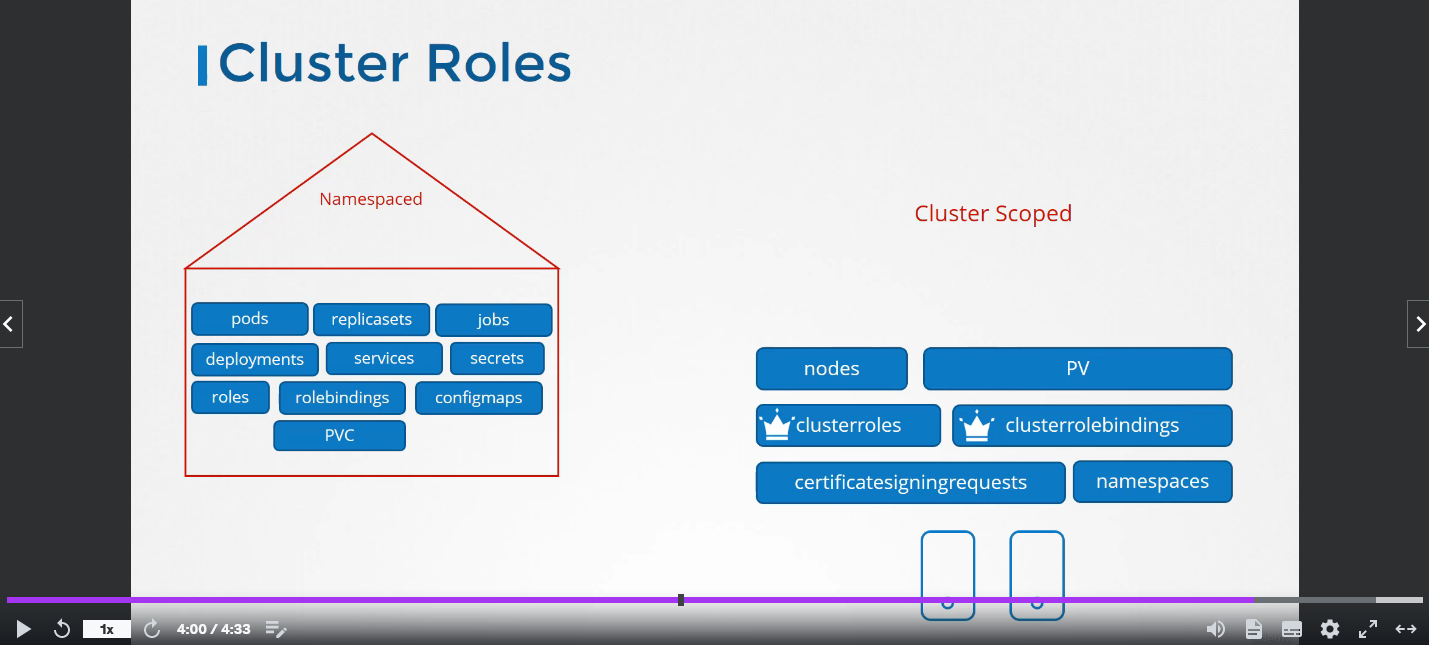 Cluster Roles
Namespaced
Cluster Scoped
pods replicasets jobs
deployments services secrets
roles rolebindings configmaps
PVC
nodes PV
clusterroles clusterrolebindings
certificatesigningrequests namespaces
1x 4:00 / 4:33